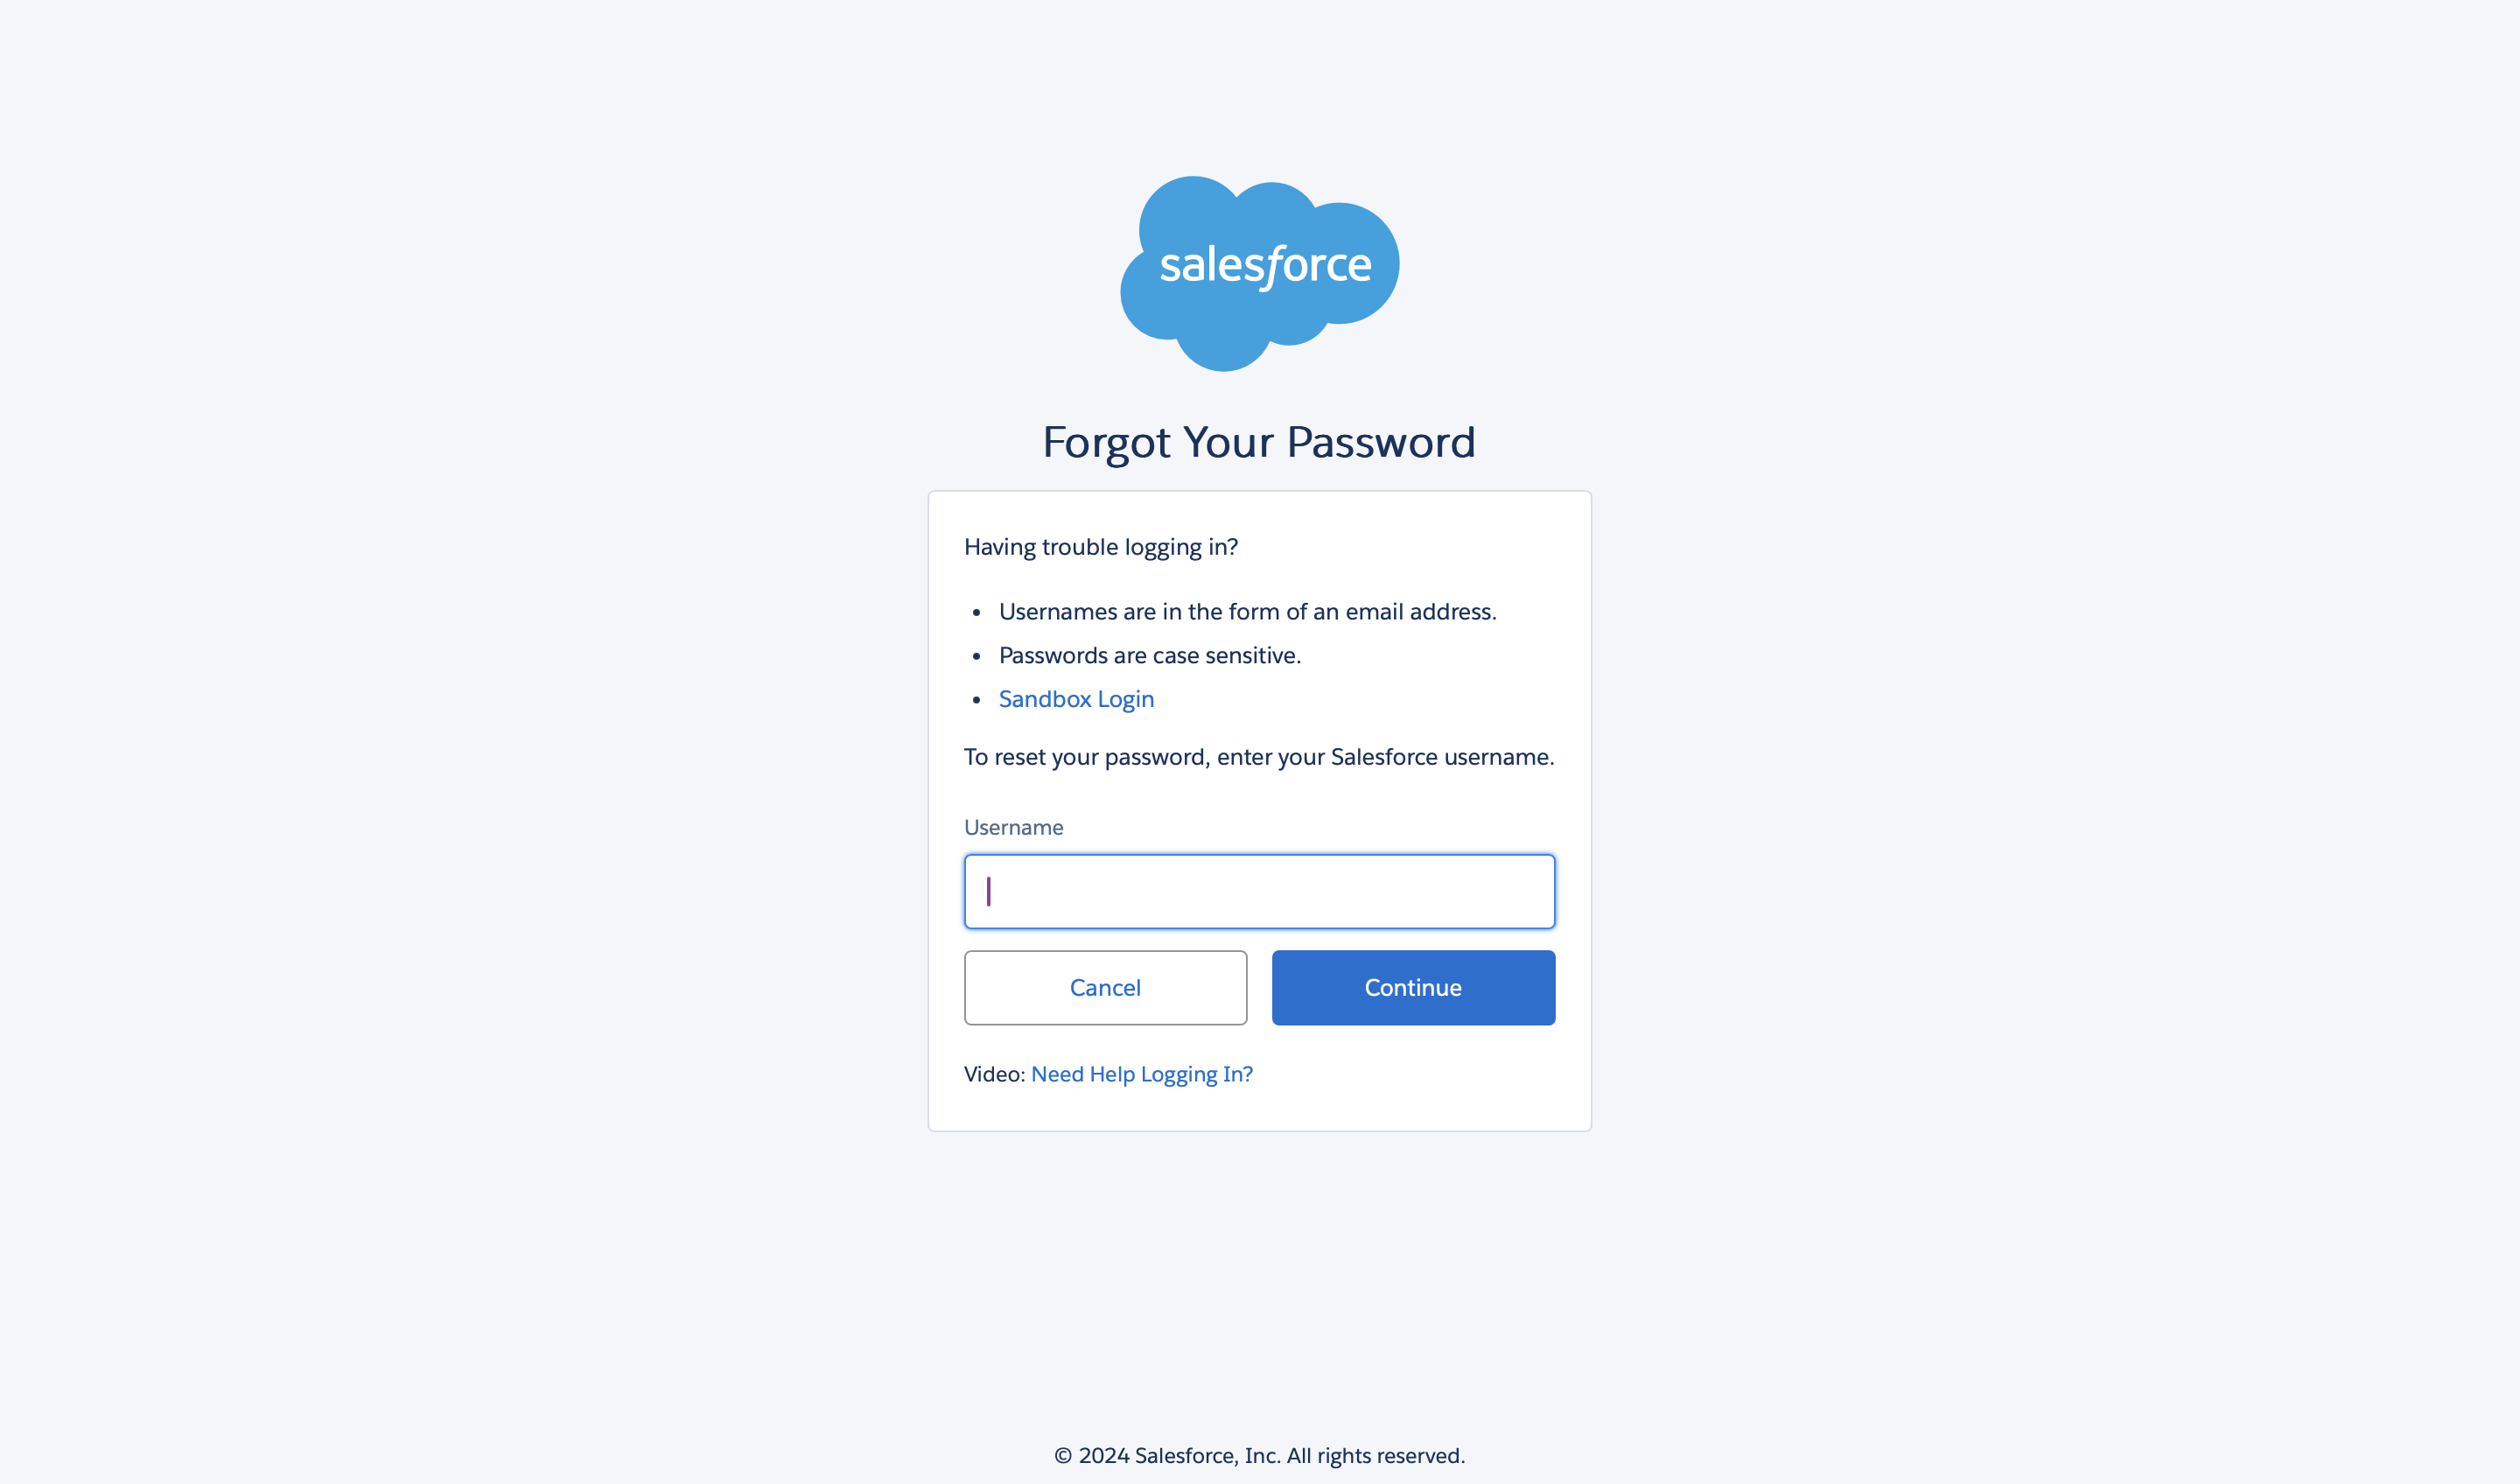 salesforce
Forgot Your Password
Having trouble logging in?
• Usernames are in the form of an email address.
• Passwords are case sensitive.
• Sandbox Login
To reset your password, enter your Salesforce username.
Username
Cancel
Continue
Video: Need Help Logging In?
© 2024 Salesforce, Inc. All rights reserved.